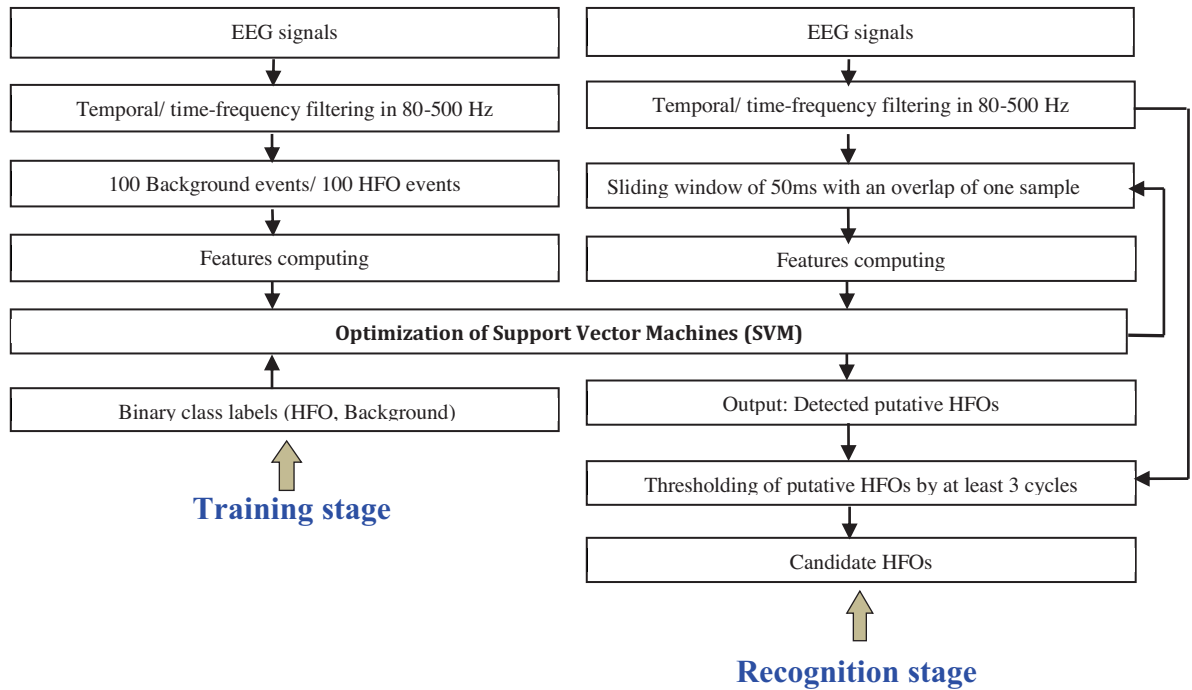 EEG signals
Temporal/ time-frequency filtering in 80-500 Hz
100 Background events/ 100 HFO events
Features computing
EEG signals
Temporal/ time-frequency filtering in 80-500 Hz
Sliding window of 50ms with an overlap of one sample
Features computing
Optimization of Support Vector Machines (SVM)
Binary class labels (HFO, Background)
Training stage
Output: Detected putative HFOs
Thresholding of putative HFOs by at least 3 cycles
Candidate HFOs
Recognition stage